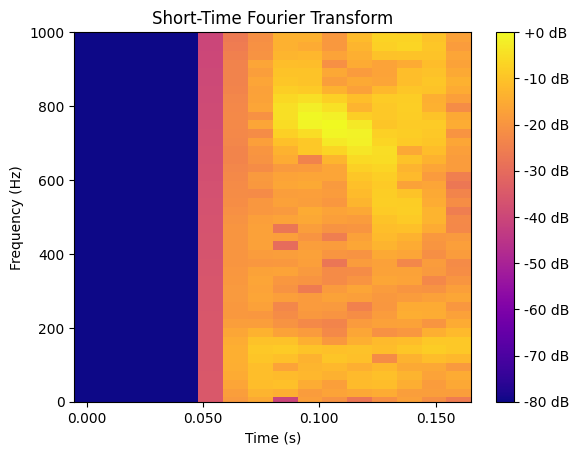 Short-Time Fourier Transform
1000
800
600
400
200
0
Frequency (Hz)
0.000
0.050
0.100
0.150
Time (s)
+0 dB
-10 dB
-20 dB
-30 dB
-40 dB
-50 dB
-60 dB
-70 dB
-80 dB